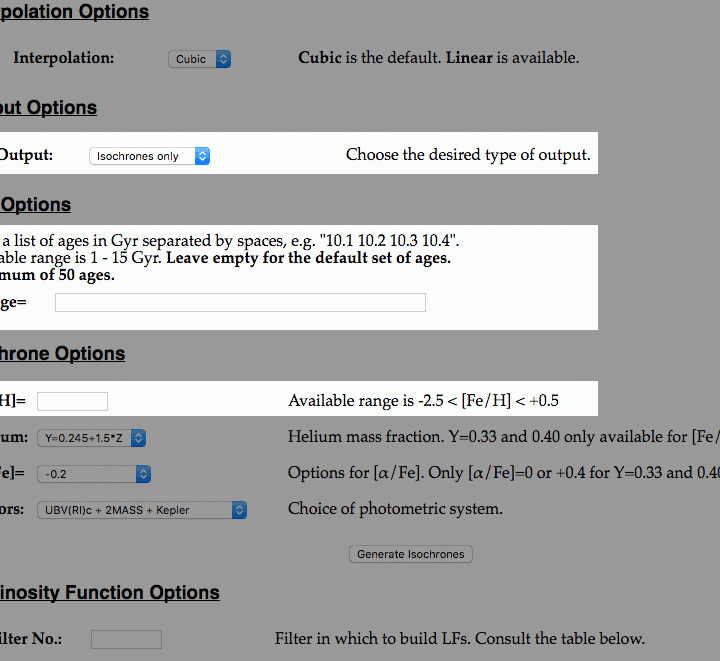 polation Options
Interpolation: Cubic Cubic is the default. Linear is available.
out Options
Output: Isochrones only Choose the desired type of output.
Options
a list of ages in Gyr separated by spaces, e.g. "10.1 10.2 10.3 10.4".
able range is 1 - 15 Gyr. Leave empty for the default set of ages.
mum of 50 ages.
ge=
hrone Options
H]= Available range is -2.5 < [Fe/H] < +0.5
um: Y=0.245+1.5*Z Helium mass fraction. Y=0.33 and 0.40 only available for [Fe/
e]= -0.2 Options for [α/Fe]. Only [α/Fe]=0 or +0.4 for Y=0.33 and 0.40
ors: UBV(RI)c + 2MASS + Kepler Choice of photometric system.
Generate Isochrones
inosity Function Options
ilter No.: Filter in which to build LFs. Consult the table below.